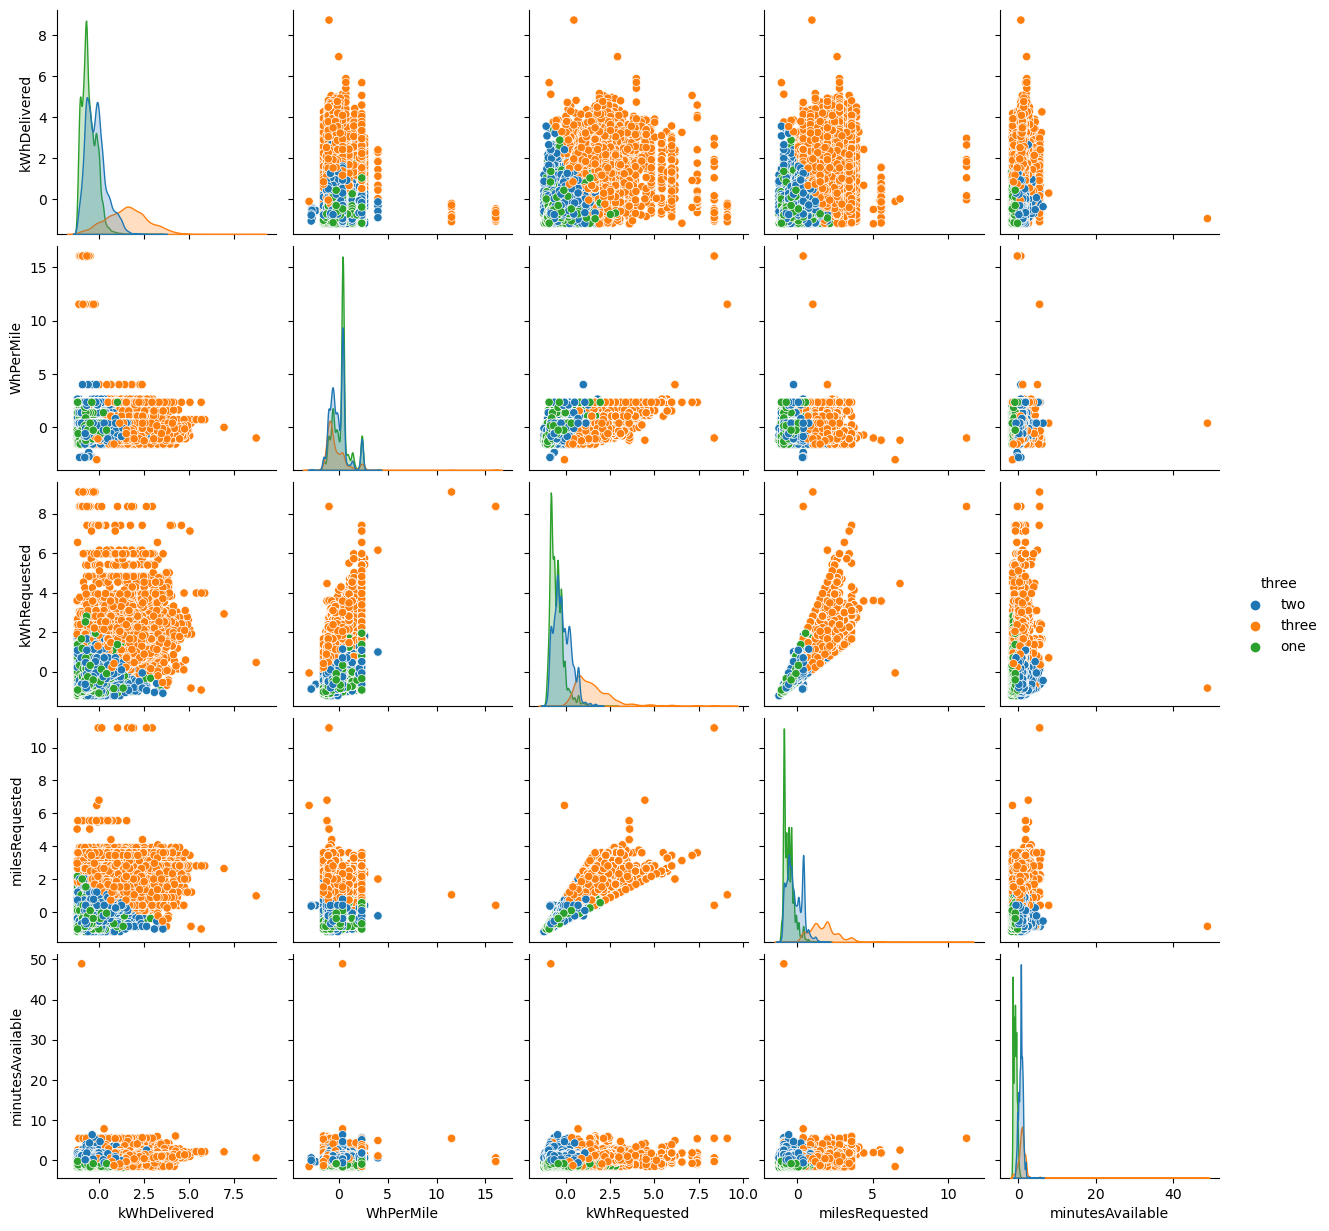 kWhDelivered
8
6
4
2
0
WhPerMile
15
10
5
0
kWhRequested
8
6
4
2
0
three
two
three
one
milesRequested
10
8
6
4
2
0
minutesAvailable
50
40
30
20
10
0
0.0 2.5 5.0 7.5
0 5 10 15
0.0 2.5 5.0 7.5 10.0
0 5 10
0 20 40
kWhDelivered
WhPerMile
kWhRequested
milesRequested
minutesAvailable